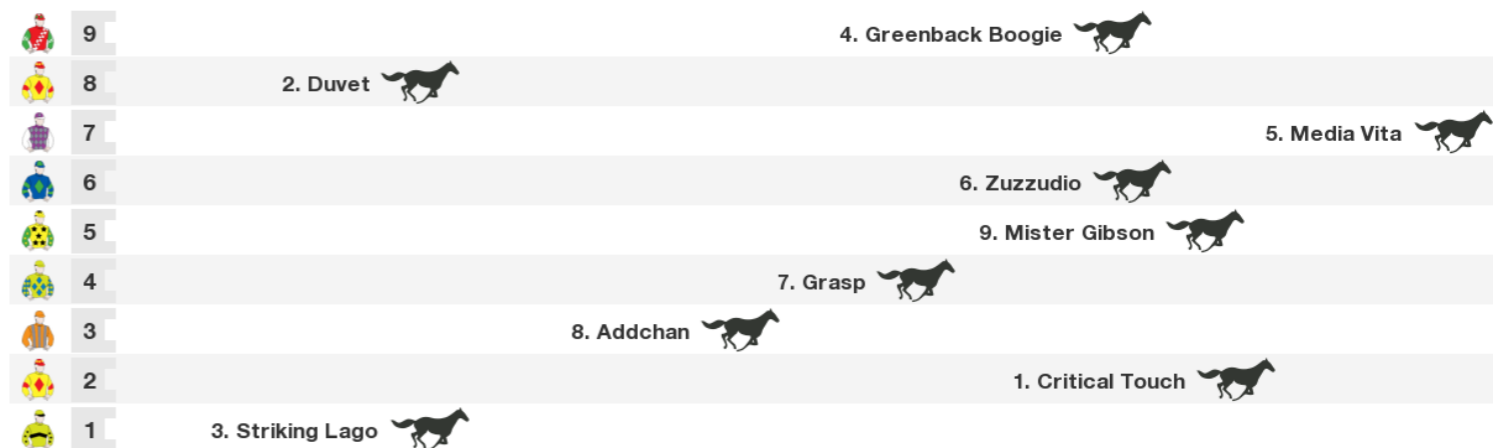 9 4. Greenback Boogie
8 2. Duvet
7 5. Media Vita
6 6. Zuzzudio
5 9. Mister Gibson
4 7. Grasp
3 8. Addchan
2 1. Critical Touch
1 3. Striking Lago